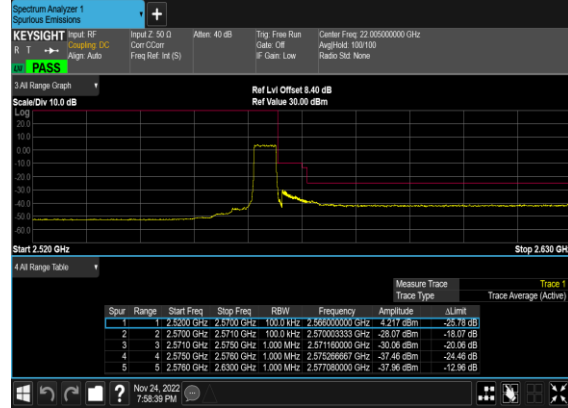 Spectrum Analyzer 1
Spurious Emissions
+
KEYSIGHT Input: RF Input Z: 50 Ω Atten: 40 dB Trig: Free Run Center Freq: 22.005000000 GHz
R T Coupling: DC Corr CCorr Gate: Off Avg|Hold: 100/100
Align: Auto Freq Ref: Int (S) IF Gain: Low Radio Std: None
PASS
3 All Range Graph
Ref Lvl Offset 8.40 dB
Scale/Div 10.0 dB Ref Value 30.00 dBm
Log
20.0
10.0
0.00
-10.0
-20.0
-30.0
-40.0
-50.0
-60.0
Start 2.520 GHz Stop 2.630 GH
4 All Range Table
Measure Trace Trace 1
Trace Type Trace Average (Active)
Spur Range Start Freq Stop Freq RBW Frequency Amplitude ΔLimit
1 1 2.5200 GHz 2.5700 GHz 100.0 kHz 2.566000000 GHz 4.217 dBm -25.78 dB
2 2 2.5700 GHz 2.5710 GHz 100.0 kHz 2.570003333 GHz -28.07 dBm -18.07 dB
3 3 2.5710 GHz 2.5750 GHz 1.000 MHz 2.571160000 GHz -30.06 dBm -20.06 dB
4 4 2.5750 GHz 2.5760 GHz 1.000 MHz 2.575266667 GHz -37.46 dBm -24.46 dB
5 5 2.5760 GHz 2.6300 GHz 1.000 MHz 2.577080000 GHz -37.96 dBm -12.96 dB
? Nov 24, 2022
7:58:39 PM